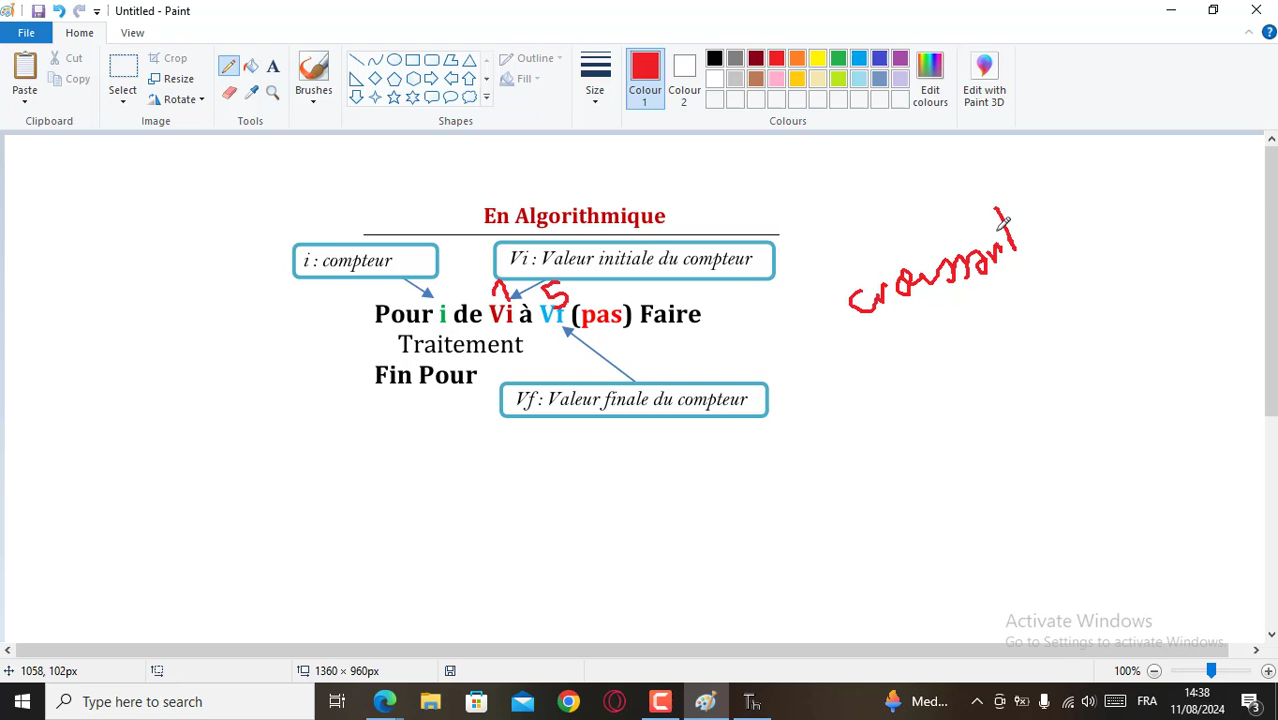 Untitled - Paint
File
Home
View
Paste
Cut
Copy
Clipboard
Select
Crop
Resize
Rotate
Image
Tools
Brushes
Shapes
Outline
Fill
Size
Colour 1
Colour 2
Edit colours
Edit with Paint 3D
Colours
En Algorithmique
i : compteur
Vi : Valeur initiale du compteur
1 5
Pour i de Vi à Vf (pas) Faire
Traitement
Fin Pour
Vf : Valeur finale du compteur
croissant
Activate Windows
Go to Settings to activate Windows.
1058, 102px
1360 × 960px
100%
Type here to search
Th
Med...
FRA
14:38
11/08/2024
3